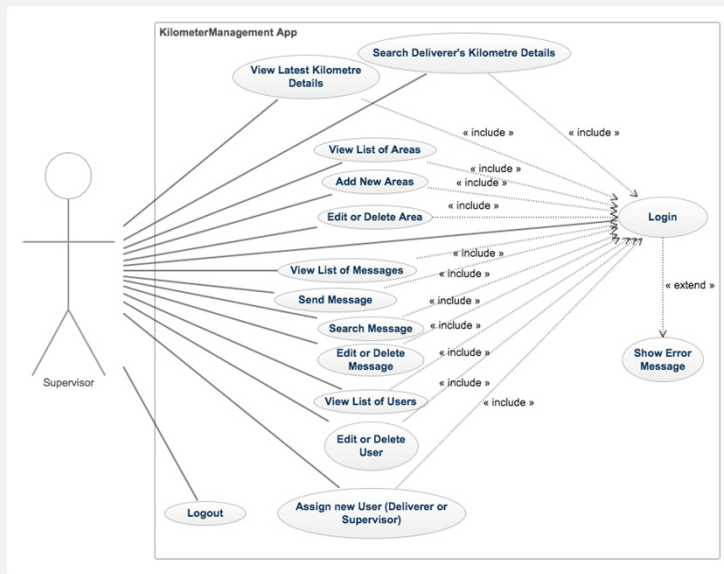 KilometerManagement App
Search Deliverer's Kilometre Details
View Latest Kilometre
Details
« include »
« include »
View List of Areas
« include »
Add New Areas
« include »
« include »
Edit or Delete Area
Login
« include »
View List of Messages
« include »
« extend »
Send Message
« include »
Search Message
« include »
Edit or Delete
Message
« include »
Show Error
Message
Supervisor
« include »
View List of Users
« include »
Edit or Delete
User
Logout
Assign new User (Deliverer or
Supervisor)